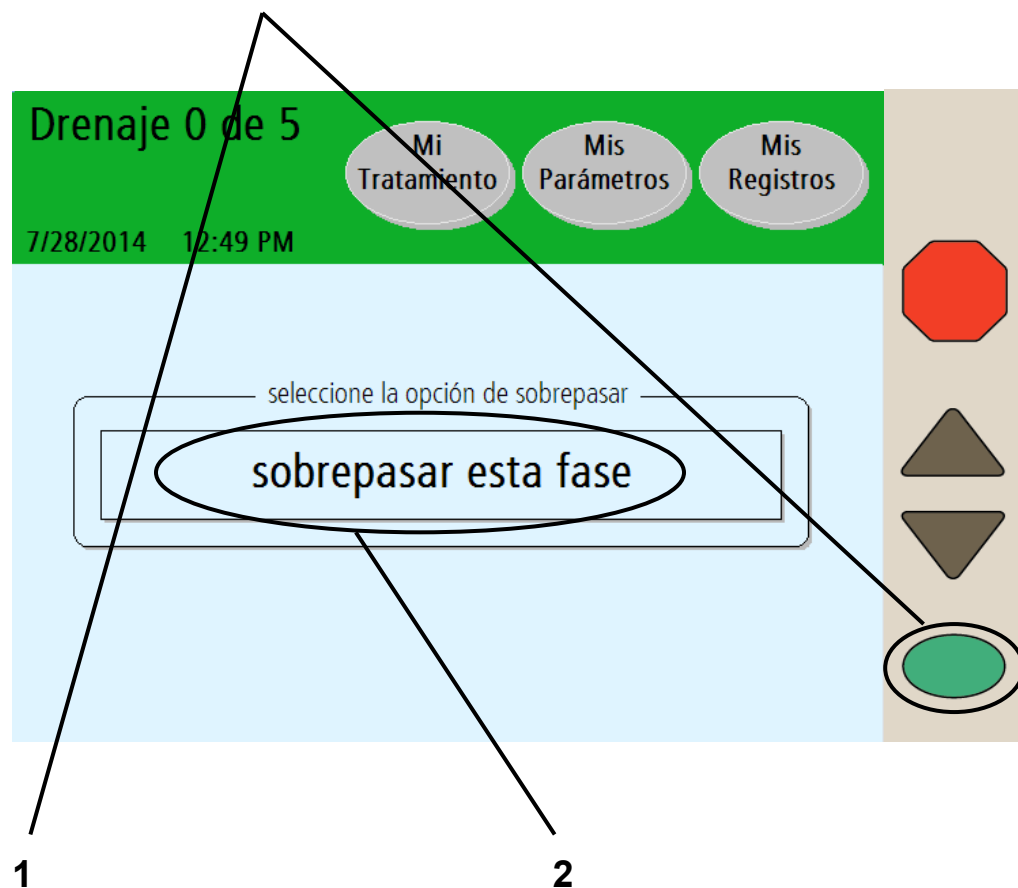 Drenaje 0 de 5
Mi
Tratamiento
Mis
Parámetros
Mis
Registros
7/28/2014 12:49 PM
seleccione la opción de sobrepasar
sobrepasar esta fase
1 2